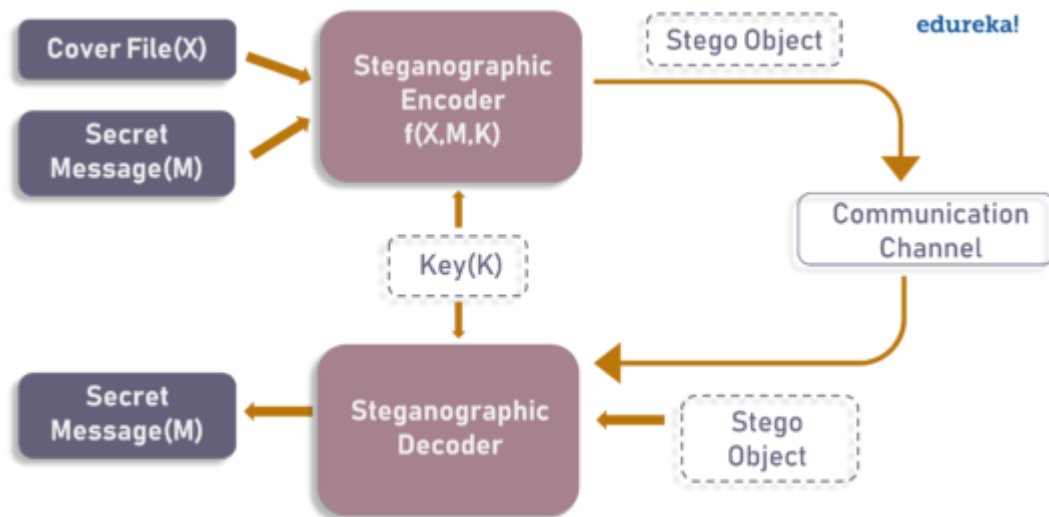 Cover File(X)
Secret
Message(M)
Steganographic
Encoder
f(X,M,K)
Stego Object
edureka!
Communication
Channel
Key(K)
Secret
Message(M)
Steganographic
Decoder
Stego
Object